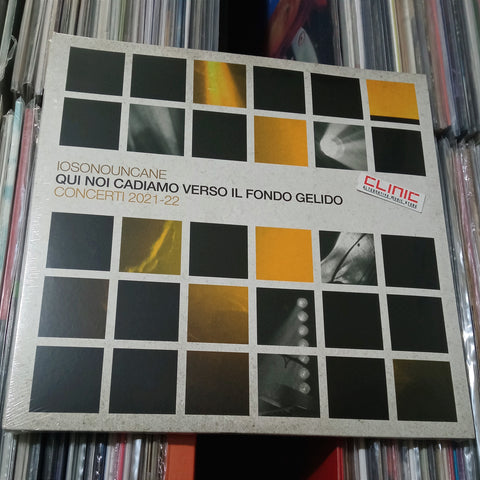 IOSONOUNCANE
QUI NOI CADIAMO VERSO IL FONDO GELIDO
CONCERTI 2021-22
CLINIC